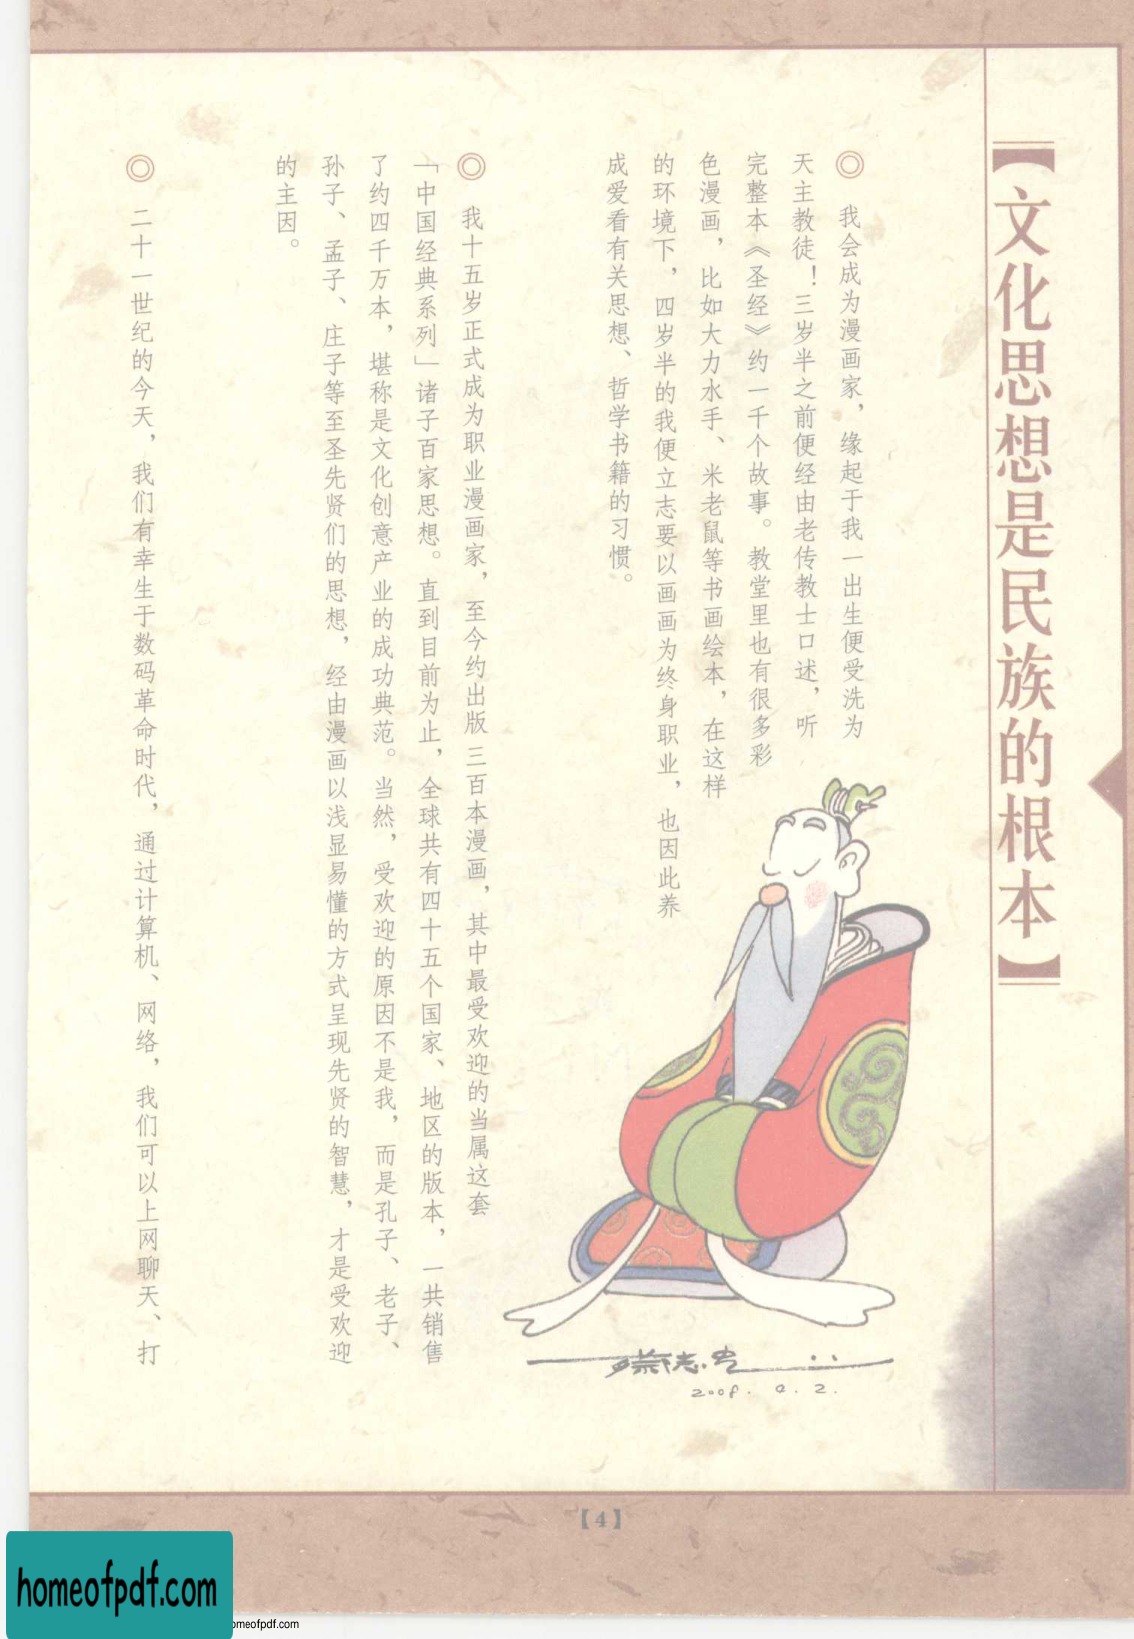 【文化思想是民族的根本】
◎ 我会成为漫画家，缘起于我一出生便受洗为
天主教徒！三岁半之前便经由老传教士口述，听
完整本《圣经》约一千个故事。教堂里也有很多彩
色漫画，比如大力水手、米老鼠等书画绘本，在这样
的环境下，四岁半的我便立志要以画画为终身职业，也因此养
成爱看有关思想、哲学书籍的习惯。
◎ 我十五岁正式成为职业漫画家，至今约出版三百本漫画，其中最受欢迎的当属这套
「中国经典系列」诸子百家思想。直到目前为止，全球共有四十五个国家、地区的版本，一共销售
了约四千万本，堪称是文化创意产业的成功典范。当然，受欢迎的原因不是我，而是孔子、老子、
孙子、孟子、庄子等至圣先贤们的思想，经由漫画以浅显易懂的方式呈现先贤的智慧，才是受欢迎
的主因。
◎ 二十一世纪的今天，我们有幸生于数码革命时代，通过计算机、网络，我们可以上网聊天、打
蔡志忠
【4】
homeofpdf.com
omeofpdf.com